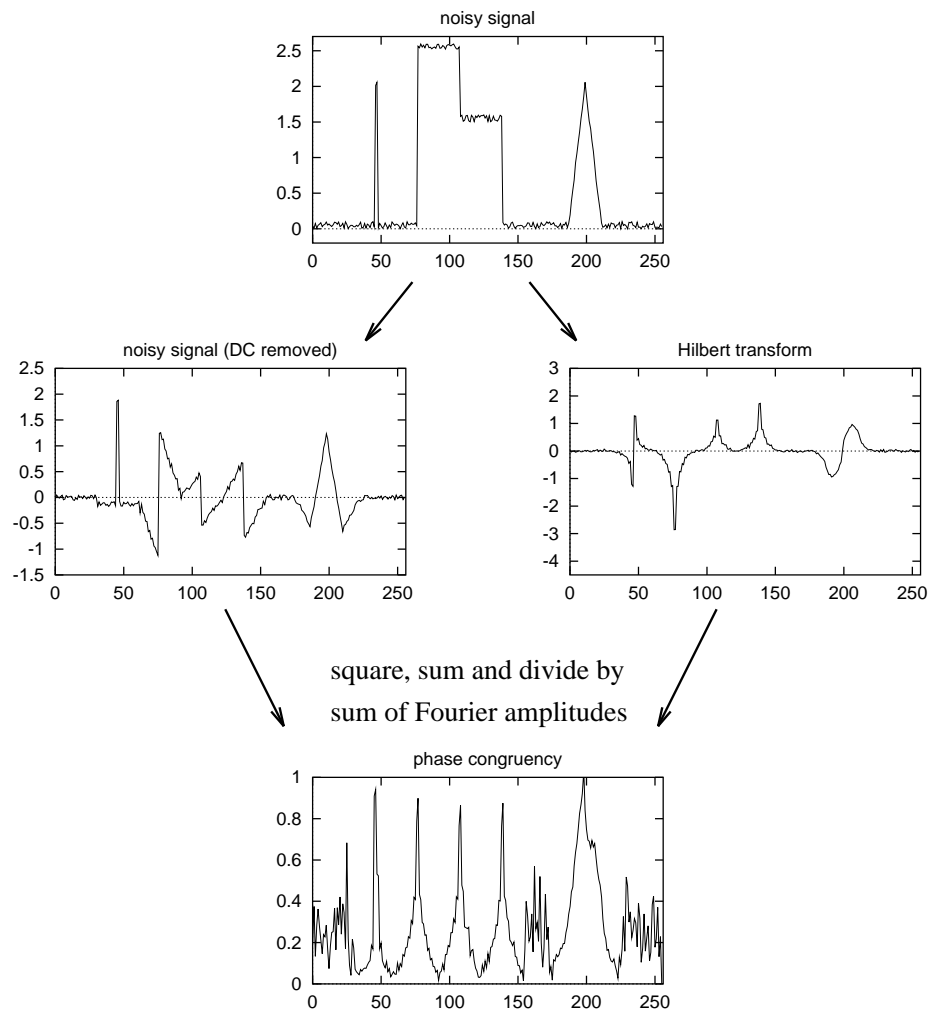 noisy signal
2.5
2
1.5
1
0.5
0
0 50 100 150 200 250
noisy signal (DC removed)
2.5
2
1.5
1
0.5
0
-0.5
-1
-1.5
0 50 100 150 200 250
Hilbert transform
3
2
1
0
-1
-2
-3
-4
0 50 100 150 200 250
square, sum and divide by
sum of Fourier amplitudes
phase congruency
1
0.8
0.6
0.4
0.2
0
0 50 100 150 200 250